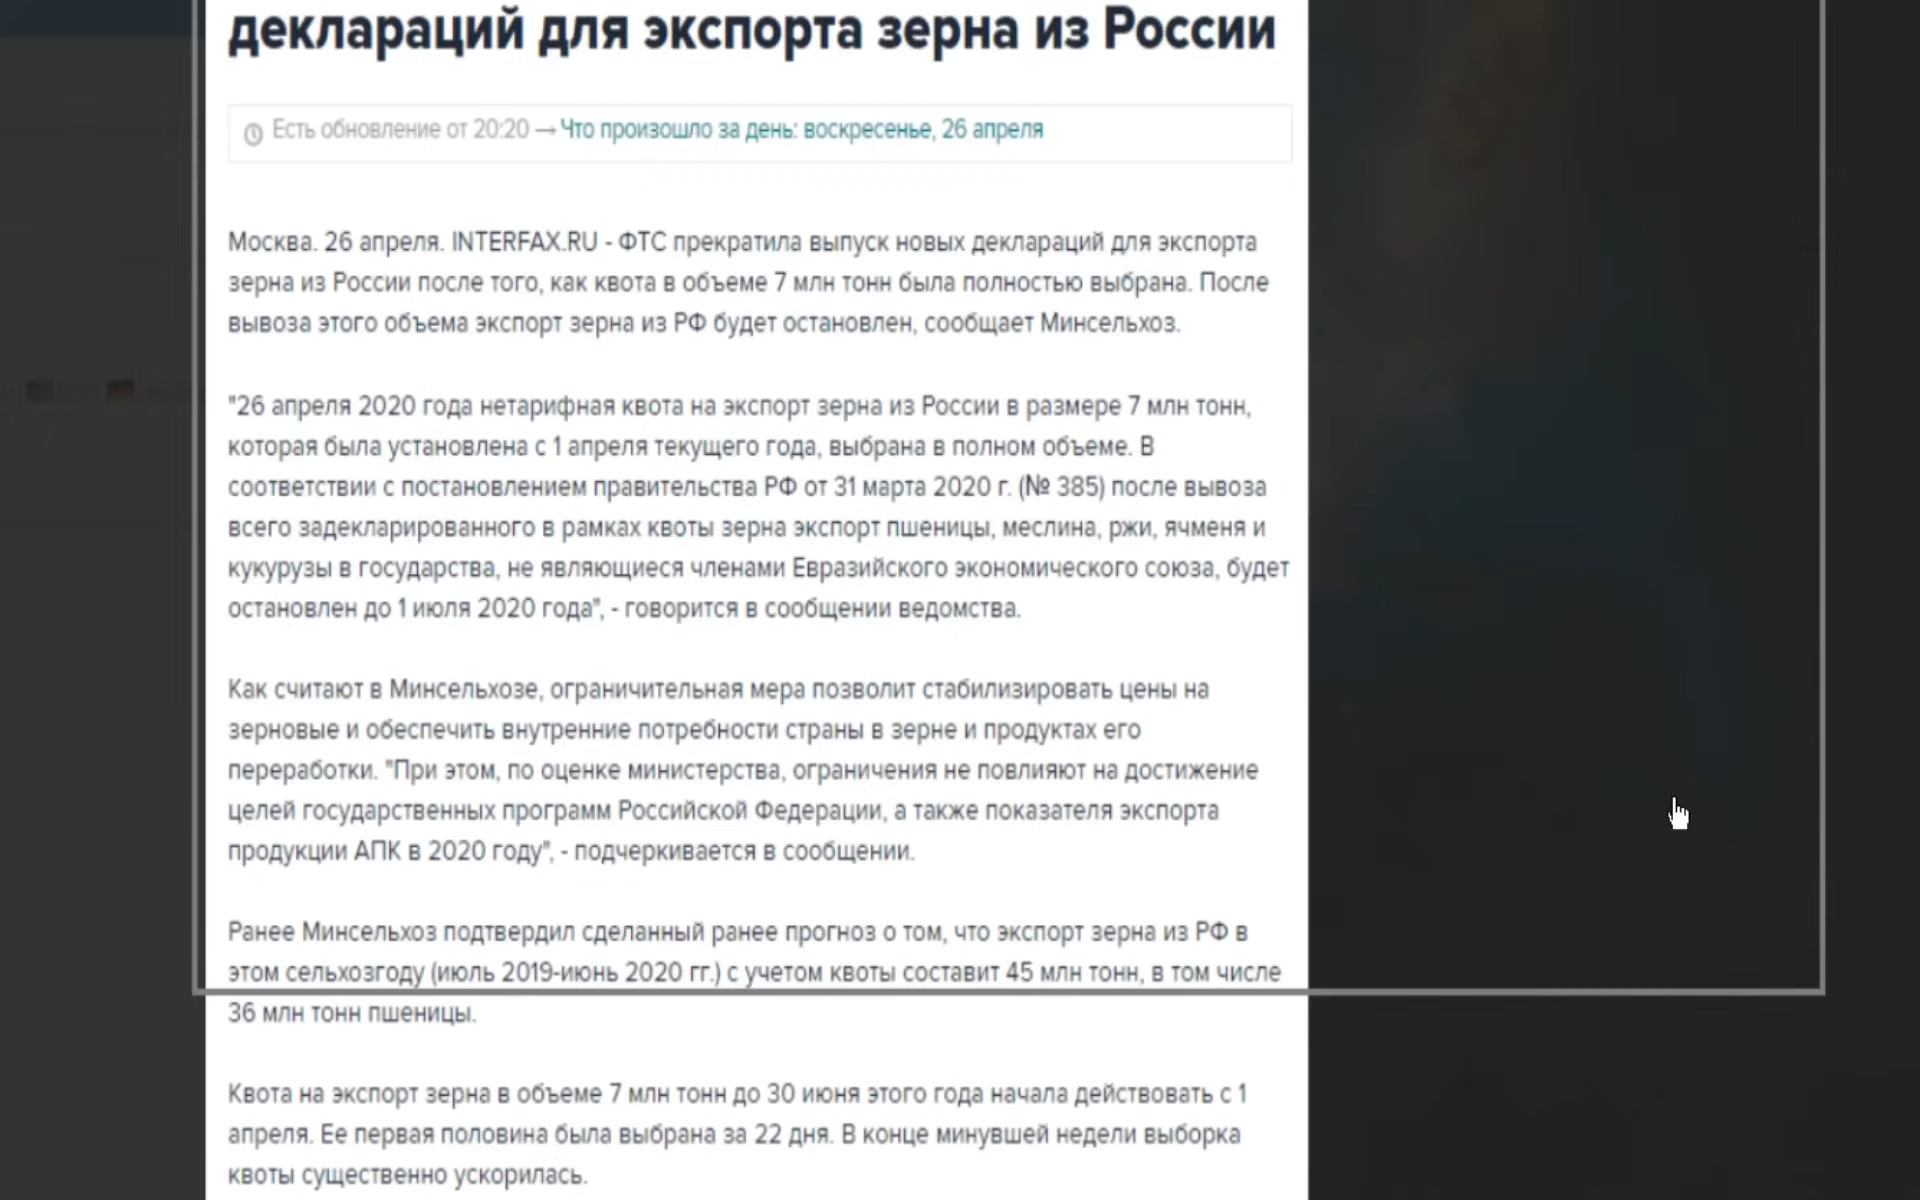 деклараций для экспорта зерна из России
Есть обновление от 20:20 → Что произошло за день: воскресенье, 26 апреля
Москва. 26 апреля. INTERFAX.RU - ФТС прекратила выпуск новых деклараций для экспорта
зерна из России после того, как квота в объеме 7 млн тонн была полностью выбрана. После
вывоза этого объема экспорт зерна из РФ будет остановлен, сообщает Минсельхоз.
"26 апреля 2020 года нетарифная квота на экспорт зерна из России в размере 7 млн тонн,
которая была установлена с 1 апреля текущего года, выбрана в полном объеме. В
соответствии с постановлением правительства РФ от 31 марта 2020 г. (№ 385) после вывоза
всего задекларированного в рамках квоты зерна экспорт пшеницы, меслина, ржи, ячменя и
кукурузы в государства, не являющиеся членами Евразийского экономического союза, будет
остановлен до 1 июля 2020 года", - говорится в сообщении ведомства.
Как считают в Минсельхозе, ограничительная мера позволит стабилизировать цены на
зерновые и обеспечить внутренние потребности страны в зерне и продуктах его
переработки. "При этом, по оценке министерства, ограничения не повлияют на достижение
целей государственных программ Российской Федерации, а также показателя экспорта
продукции АПК в 2020 году", - подчеркивается в сообщении.
Ранее Минсельхоз подтвердил сделанный ранее прогноз о том, что экспорт зерна из РФ в
этом сельхозгоду (июль 2019-июнь 2020 гг.) с учетом квоты составит 45 млн тонн, в том числе
36 млн тонн пшеницы.
Квота на экспорт зерна в объеме 7 млн тонн до 30 июня этого года начала действовать с 1
апреля. Ее первая половина была выбрана за 22 дня. В конце минувшей недели выборка
квоты существенно ускорилась.